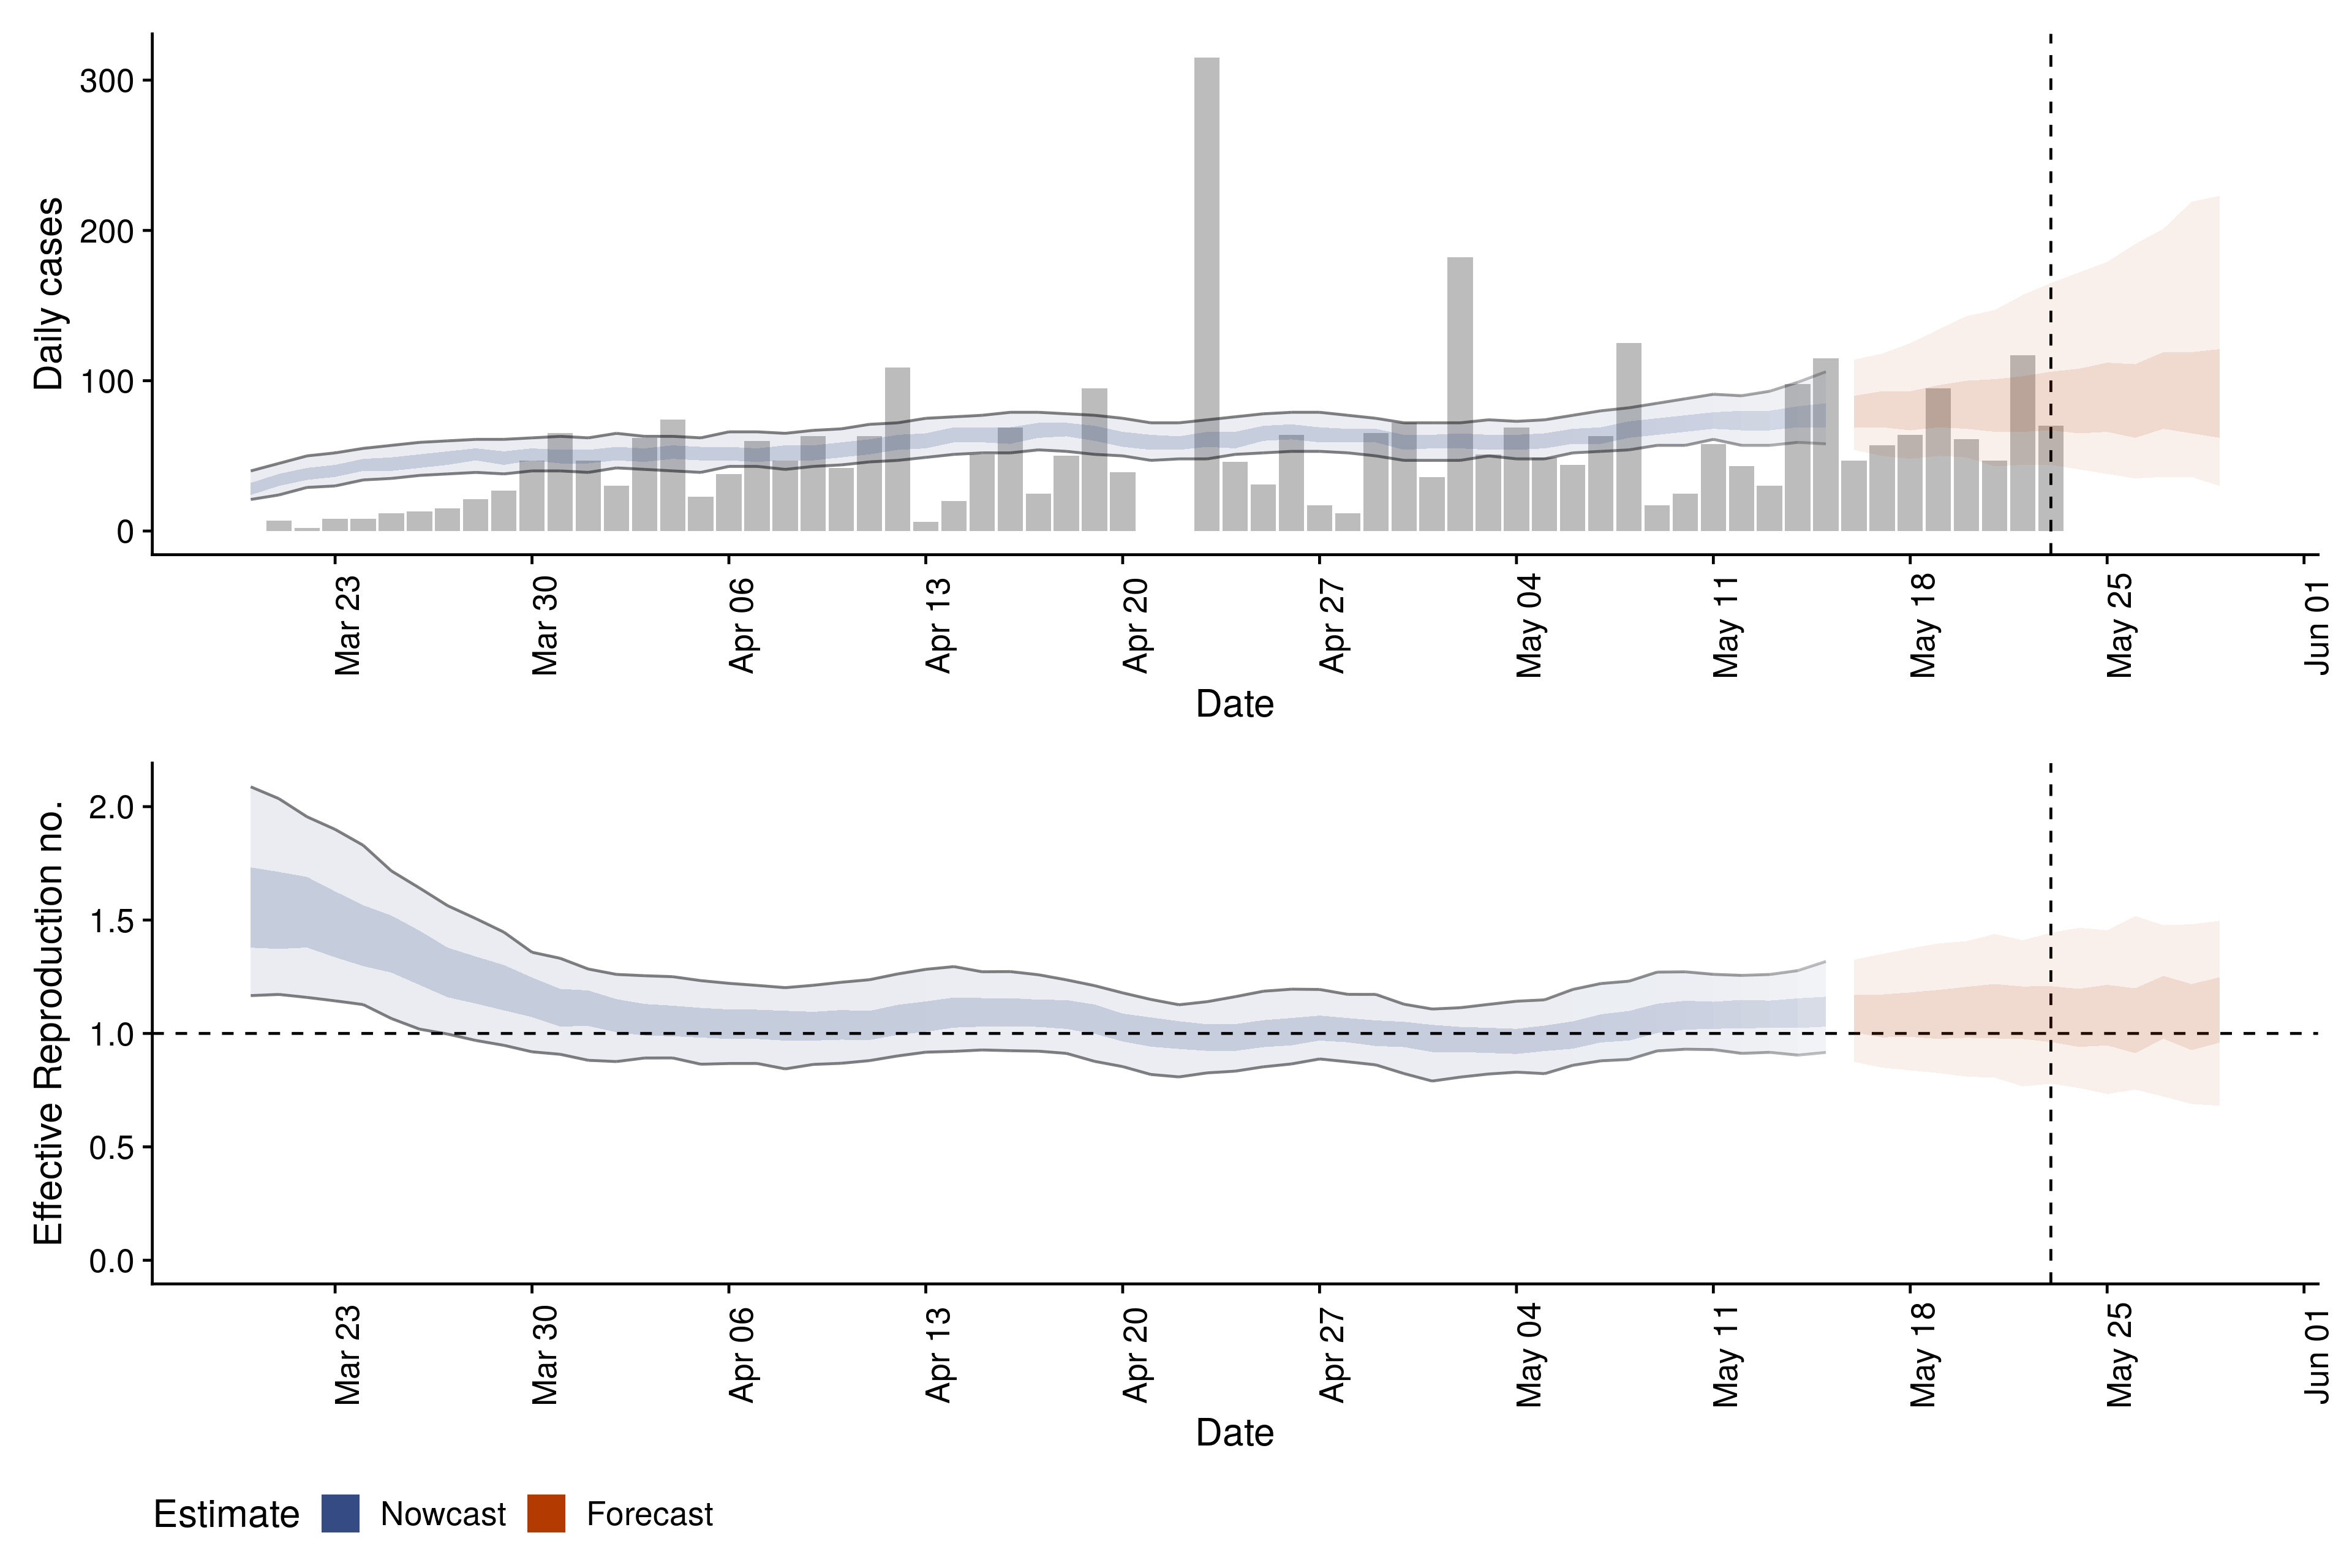 Daily cases
300
200
100
0
Mar 23
Mar 30
Apr 06
Apr 13
Apr 20
Apr 27
May 04
May 11
May 18
May 25
Jun 01
Date
Effective Reproduction no.
2.0
1.5
1.0
0.5
0.0
Mar 23
Mar 30
Apr 06
Apr 13
Apr 20
Apr 27
May 04
May 11
May 18
May 25
Jun 01
Date
Estimate Nowcast Forecast